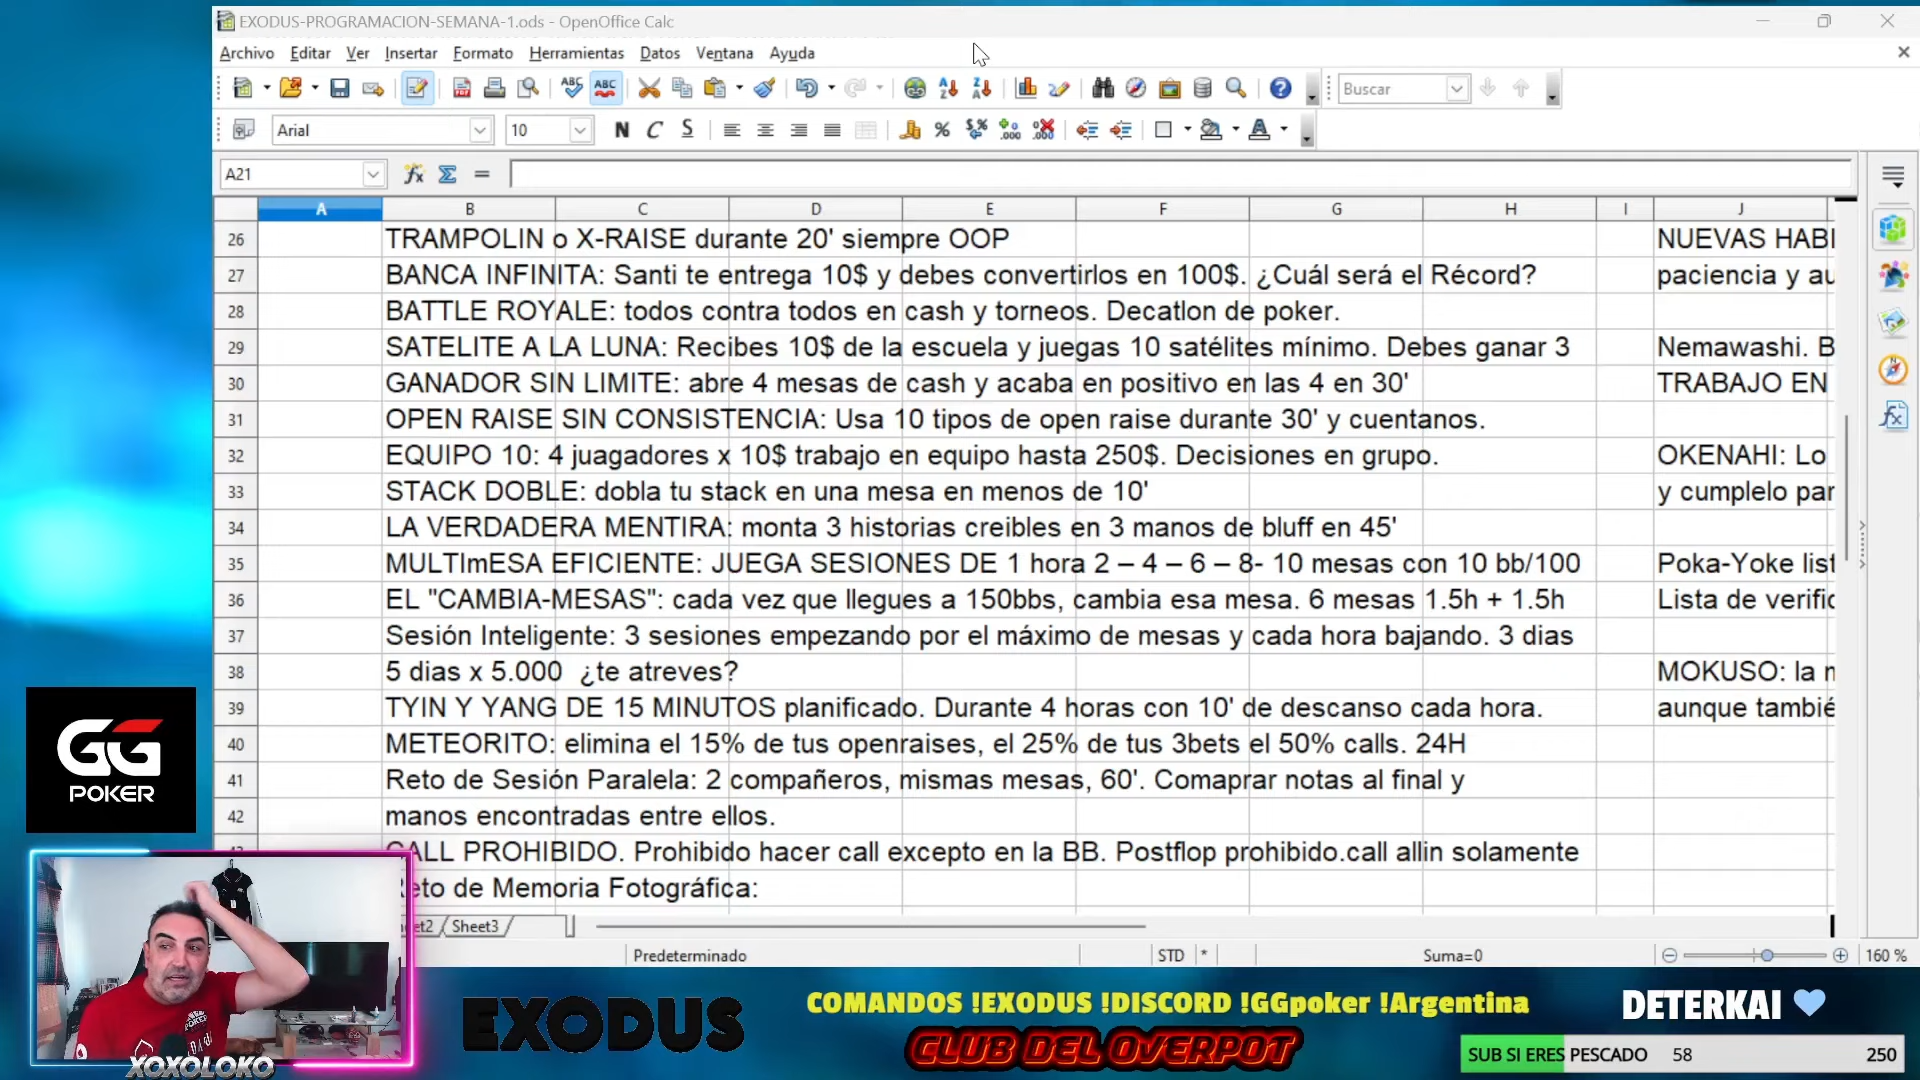 EXODUS-PROGRAMACION-SEMANA-1.ods - OpenOffice Calc
Archivo Editar Ver Insertar Formato Herramientas Datos Ventana Ayuda
Buscar
Arial 10 N C S
A21
A B C D E F G H I J
26 TRAMPOLIN o X-RAISE durante 20' siempre OOP NUEVAS HABI
27 BANCA INFINITA: Santi te entrega 10$ y debes convertirlos en 100$. ¿Cuál será el Récord? paciencia y au
28 BATTLE ROYALE: todos contra todos en cash y torneos. Decatlon de poker.
29 SATELITE A LA LUNA: Recibes 10$ de la escuela y juegas 10 satélites mínimo. Debes ganar 3 Nemawashi. B
30 GANADOR SIN LIMITE: abre 4 mesas de cash y acaba en positivo en las 4 en 30' TRABAJO EN
31 OPEN RAISE SIN CONSISTENCIA: Usa 10 tipos de open raise durante 30' y cuentanos.
32 EQUIPO 10: 4 juagadores x 10$ trabajo en equipo hasta 250$. Decisiones en grupo. OKENAHI: Lo
33 STACK DOBLE: dobla tu stack en una mesa en menos de 10' y cumplelo par
34 LA VERDADERA MENTIRA: monta 3 historias creibles en 3 manos de bluff en 45'
35 MULTImESA EFICIENTE: JUEGA SESIONES DE 1 hora 2 – 4 – 6 – 8- 10 mesas con 10 bb/100 Poka-Yoke list
36 EL "CAMBIA-MESAS": cada vez que llegues a 150bbs, cambia esa mesa. 6 mesas 1.5h + 1.5h Lista de verific
37 Sesión Inteligente: 3 sesiones empezando por el máximo de mesas y cada hora bajando. 3 dias
38 5 dias x 5.000 ¿te atreves? MOKUSO: la m
39 TYIN Y YANG DE 15 MINUTOS planificado. Durante 4 horas con 10' de descanso cada hora. aunque tambié
40 METEORITO: elimina el 15% de tus openraises, el 25% de tus 3bets el 50% calls. 24H
41 Reto de Sesión Paralela: 2 compañeros, mismas mesas, 60'. Comaprar notas al final y
42 manos encontradas entre ellos.
CALL PROHIBIDO. Prohibido hacer call excepto en la BB. Postflop prohibido.call allin solamente
eto de Memoria Fotográfica:
et2 Sheet3
Predeterminado STD * Suma=0 160 %
GG
POKER
XOXOLOKO
EXODUS
COMANDOS !EXODUS !DISCORD !GGpoker !Argentina
CLUB DEL OVERPOT
DETERKAI
SUB SI ERES PESCADO 58 250